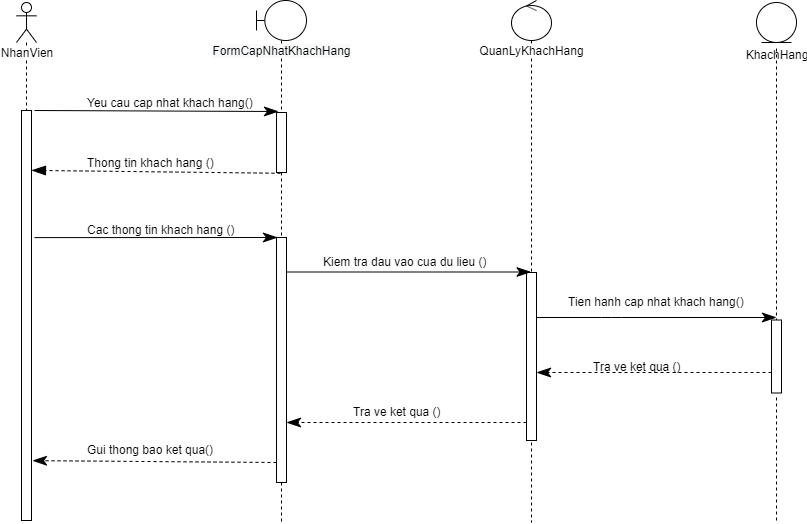 NhanVien
FormCapNhatKhachHang
QuanLyKhachHang
KhachHang
Yeu cau cap nhat khach hang()
Thong tin khach hang ()
Cac thong tin khach hang ()
Kiem tra dau vao cua du lieu ()
Tien hanh cap nhat khach hang()
Tra ve ket qua ()
Tra ve ket qua ()
Gui thong bao ket qua()